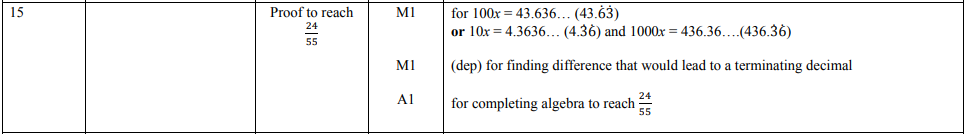 15 Proof to reach 24/55 M1 for 100x = 43.636… (43.6̇3̇)
or 10x = 4.3636… (4.3̇6̇) and 1000x = 436.36….(436.3̇6̇)
M1 (dep) for finding difference that would lead to a terminating decimal
A1 for completing algebra to reach 24/55